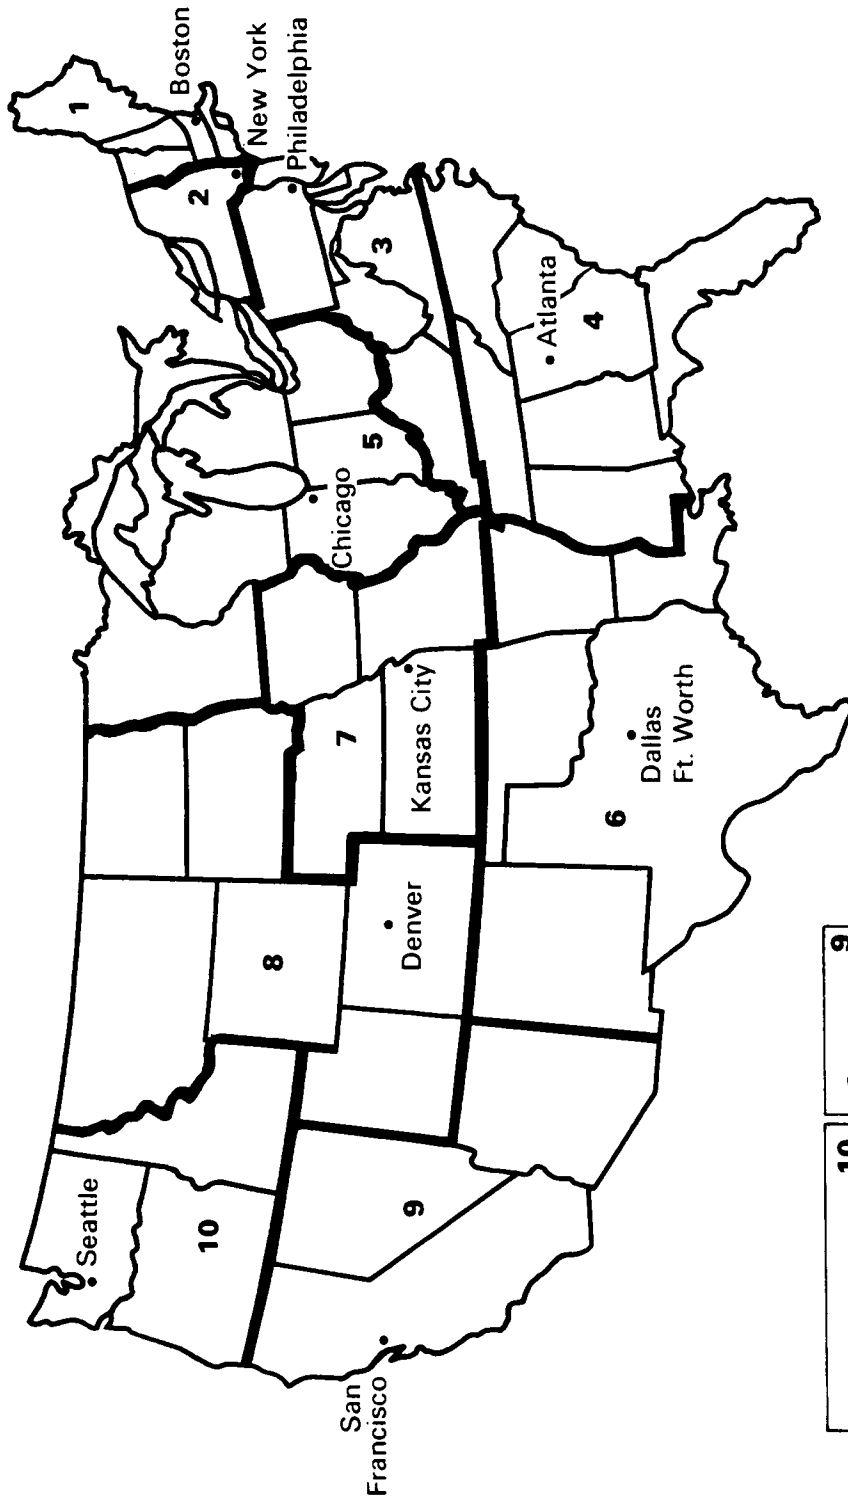 1
Boston
New York
Philadelphia
2
3
Atlanta
4
5
Chicago
7
Kansas City
Dallas
Ft. Worth
6
8
Denver
Seattle
10
9
San
Francisco
10
9